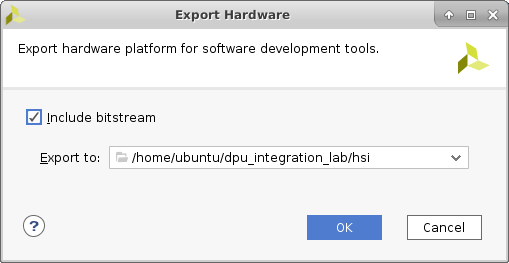 Export Hardware
Export hardware platform for software development tools.
Include bitstream
Export to: /home/ubuntu/dpu_integration_lab/hsi
? OK Cancel